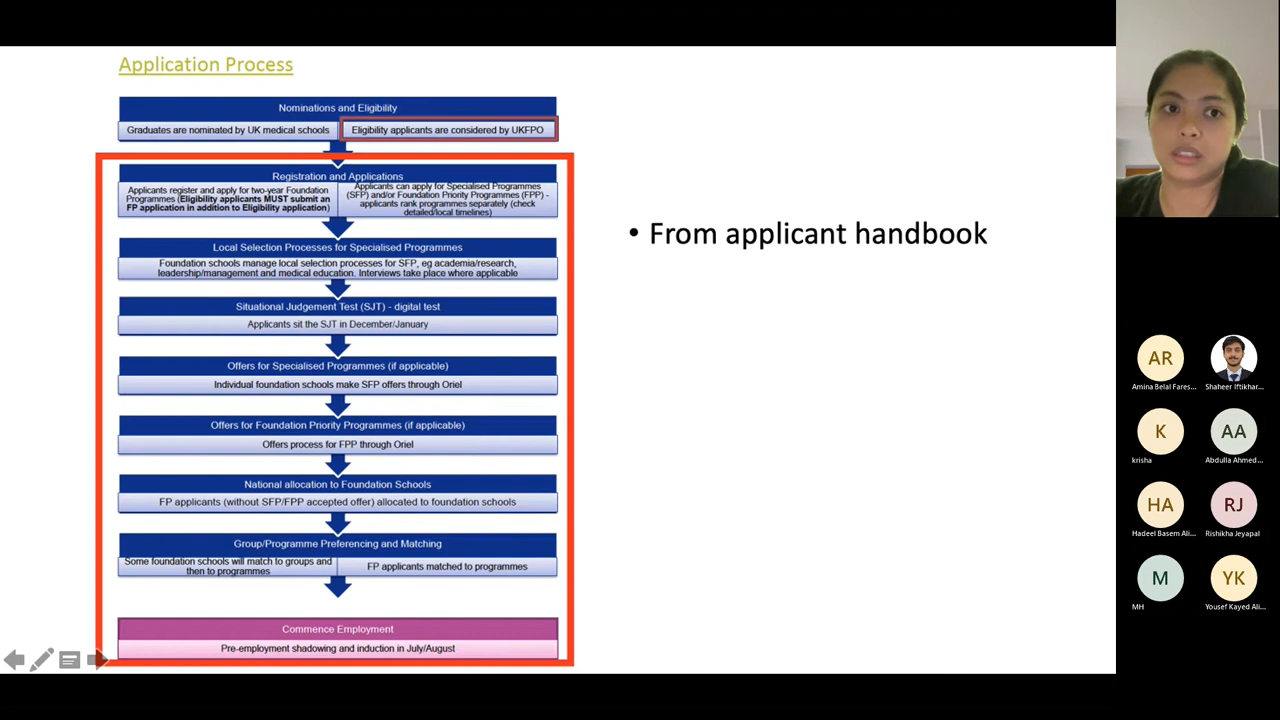 Application Process
Nominations and Eligibility
Graduates are nominated by UK medical schools
Eligibility applicants are considered by UKFPO
Registration and Applications
Applicants register and apply for two-year Foundation
Programmes (Eligibility applicants MUST submit an
FP application in addition to Eligibility application)
Applicants can apply for Specialised Programmes
(SFP) and/or Foundation Priority Programmes (FPP) -
applicants rank programmes separately (check
detailed/local timelines)
Local Selection Processes for Specialised Programmes
Foundation schools manage local selection processes for SFP, eg academia/research,
leadership/management and medical education. Interviews take place where applicable
Situational Judgement Test (SJT) - digital test
Applicants sit the SJT in December/January
Offers for Specialised Programmes (if applicable)
Individual foundation schools make SFP offers through Oriel
Offers for Foundation Priority Programmes (if applicable)
Offers process for FPP through Oriel
National allocation to Foundation Schools
FP applicants (without SFP/FPP accepted offer) allocated to foundation schools
Group/Programme Preferencing and Matching
Some foundation schools will match to groups and
then to programmes
FP applicants matched to programmes
Commence Employment
Pre-employment shadowing and induction in July/August
• From applicant handbook
AR
Amina Belal Fares...
Shaheer Iftikhar...
K
krisha
AA
Abdulla Ahmed...
HA
Hadeel Basem Ali...
RJ
Rishikha Jeyapal
M
MH
YK
Yousef Kayed Ali...